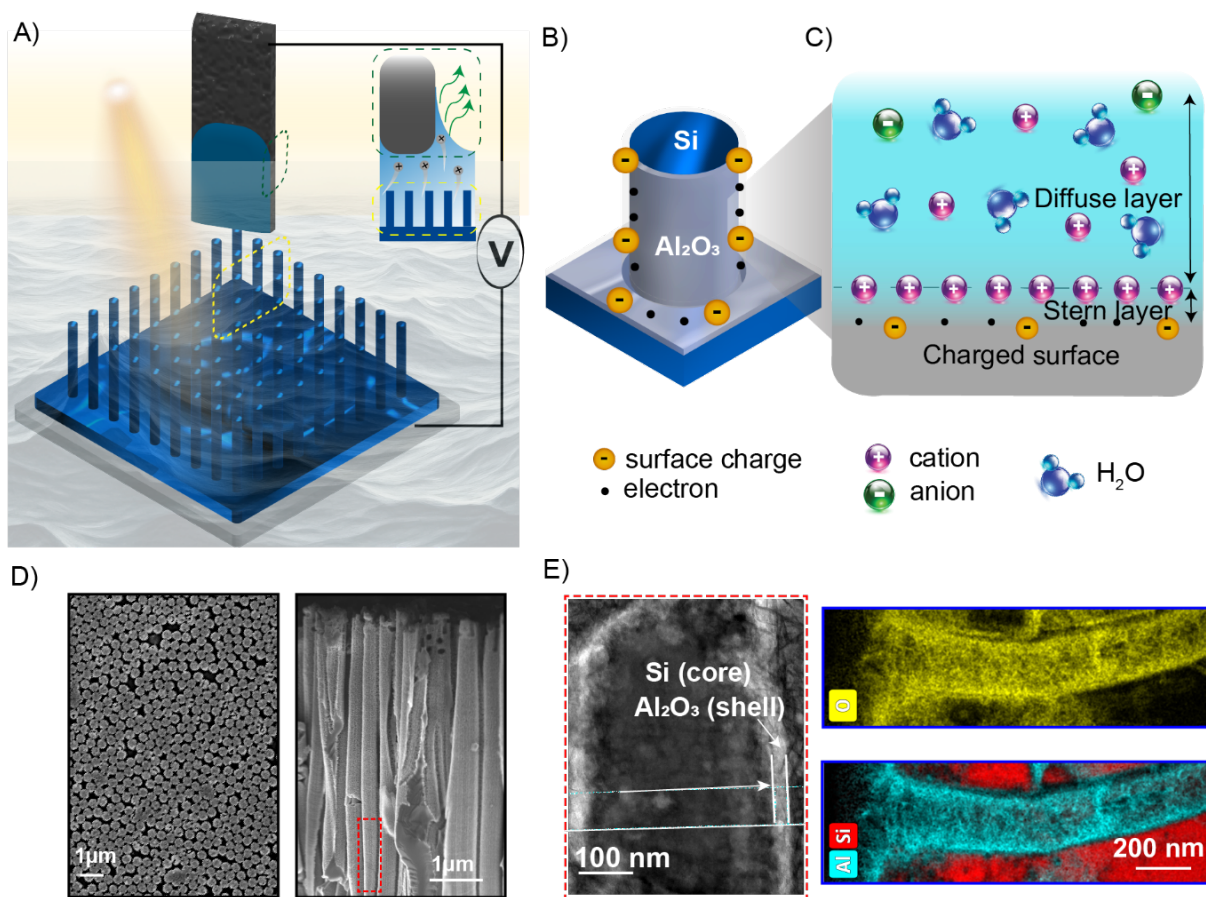 A)
V
B)
Si
Al₂O₃
C)
Diffuse layer
Stern layer
Charged surface
surface charge
electron
cation
anion
H₂O
D)
1µm
1µm
E)
Si (core)
Al₂O₃ (shell)
100 nm
O
Al Si
200 nm